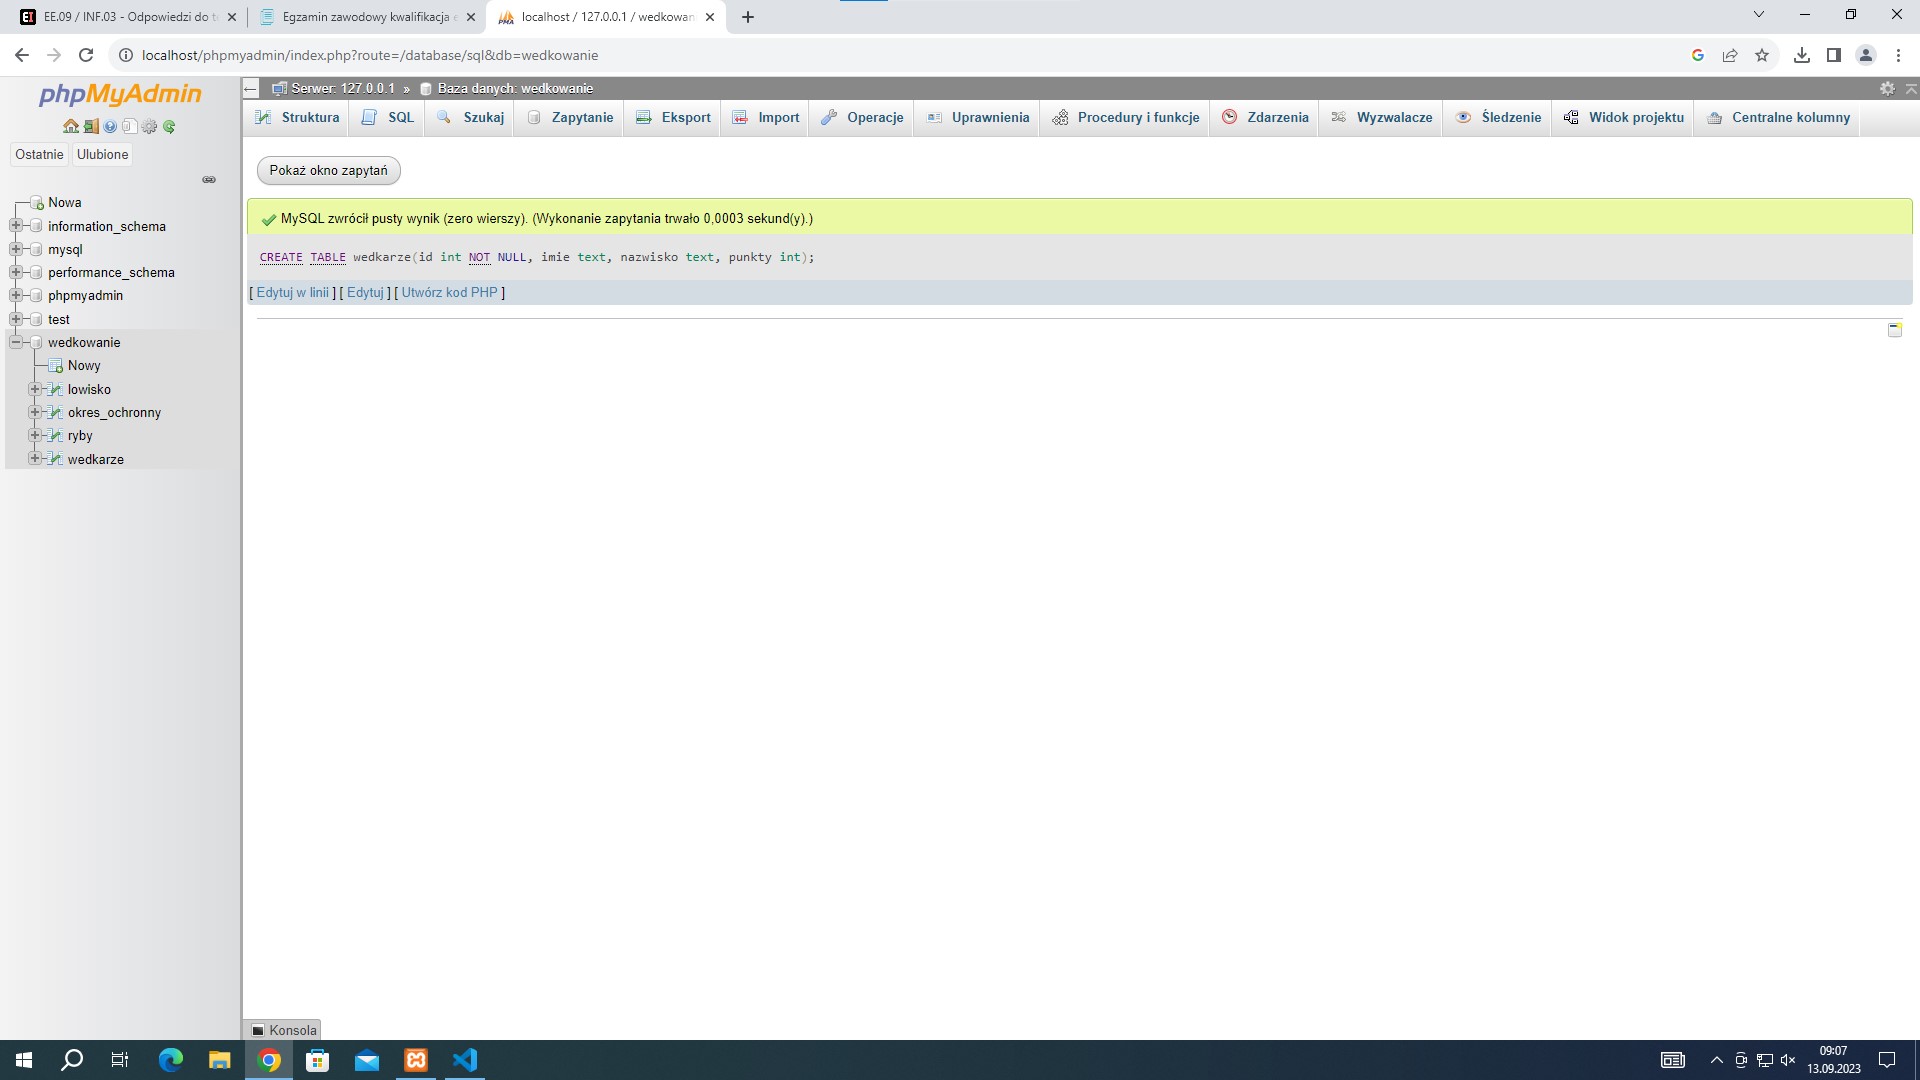 EE.09 / INF.03 - Odpowiedzi do t
Egzamin zawodowy kwalifikacja
localhost / 127.0.0.1 / wedkowan
localhost/phpmyadmin/index.php?route=/database/sql&db=wedkowanie
phpMyAdmin
Ostatnie Ulubione
Nowa
information_schema
mysql
performance_schema
phpmyadmin
test
wedkowanie
Nowy
lowisko
okres_ochronny
ryby
wedkarze
Serwer: 127.0.0.1 » Baza danych: wedkowanie
Struktura SQL Szukaj Zapytanie Eksport Import Operacje Uprawnienia Procedury i funkcje Zdarzenia Wyzwalacze Śledzenie Widok projektu Centralne kolumny
Pokaż okno zapytań
MySQL zwrócił pusty wynik (zero wierszy). (Wykonanie zapytania trwało 0,0003 sekund(y).)
CREATE TABLE wedkarze(id int NOT NULL, imie text, nazwisko text, punkty int);
[ Edytuj w linii ] [ Edytuj ] [ Utwórz kod PHP ]
Konsola
09:07
13.09.2023